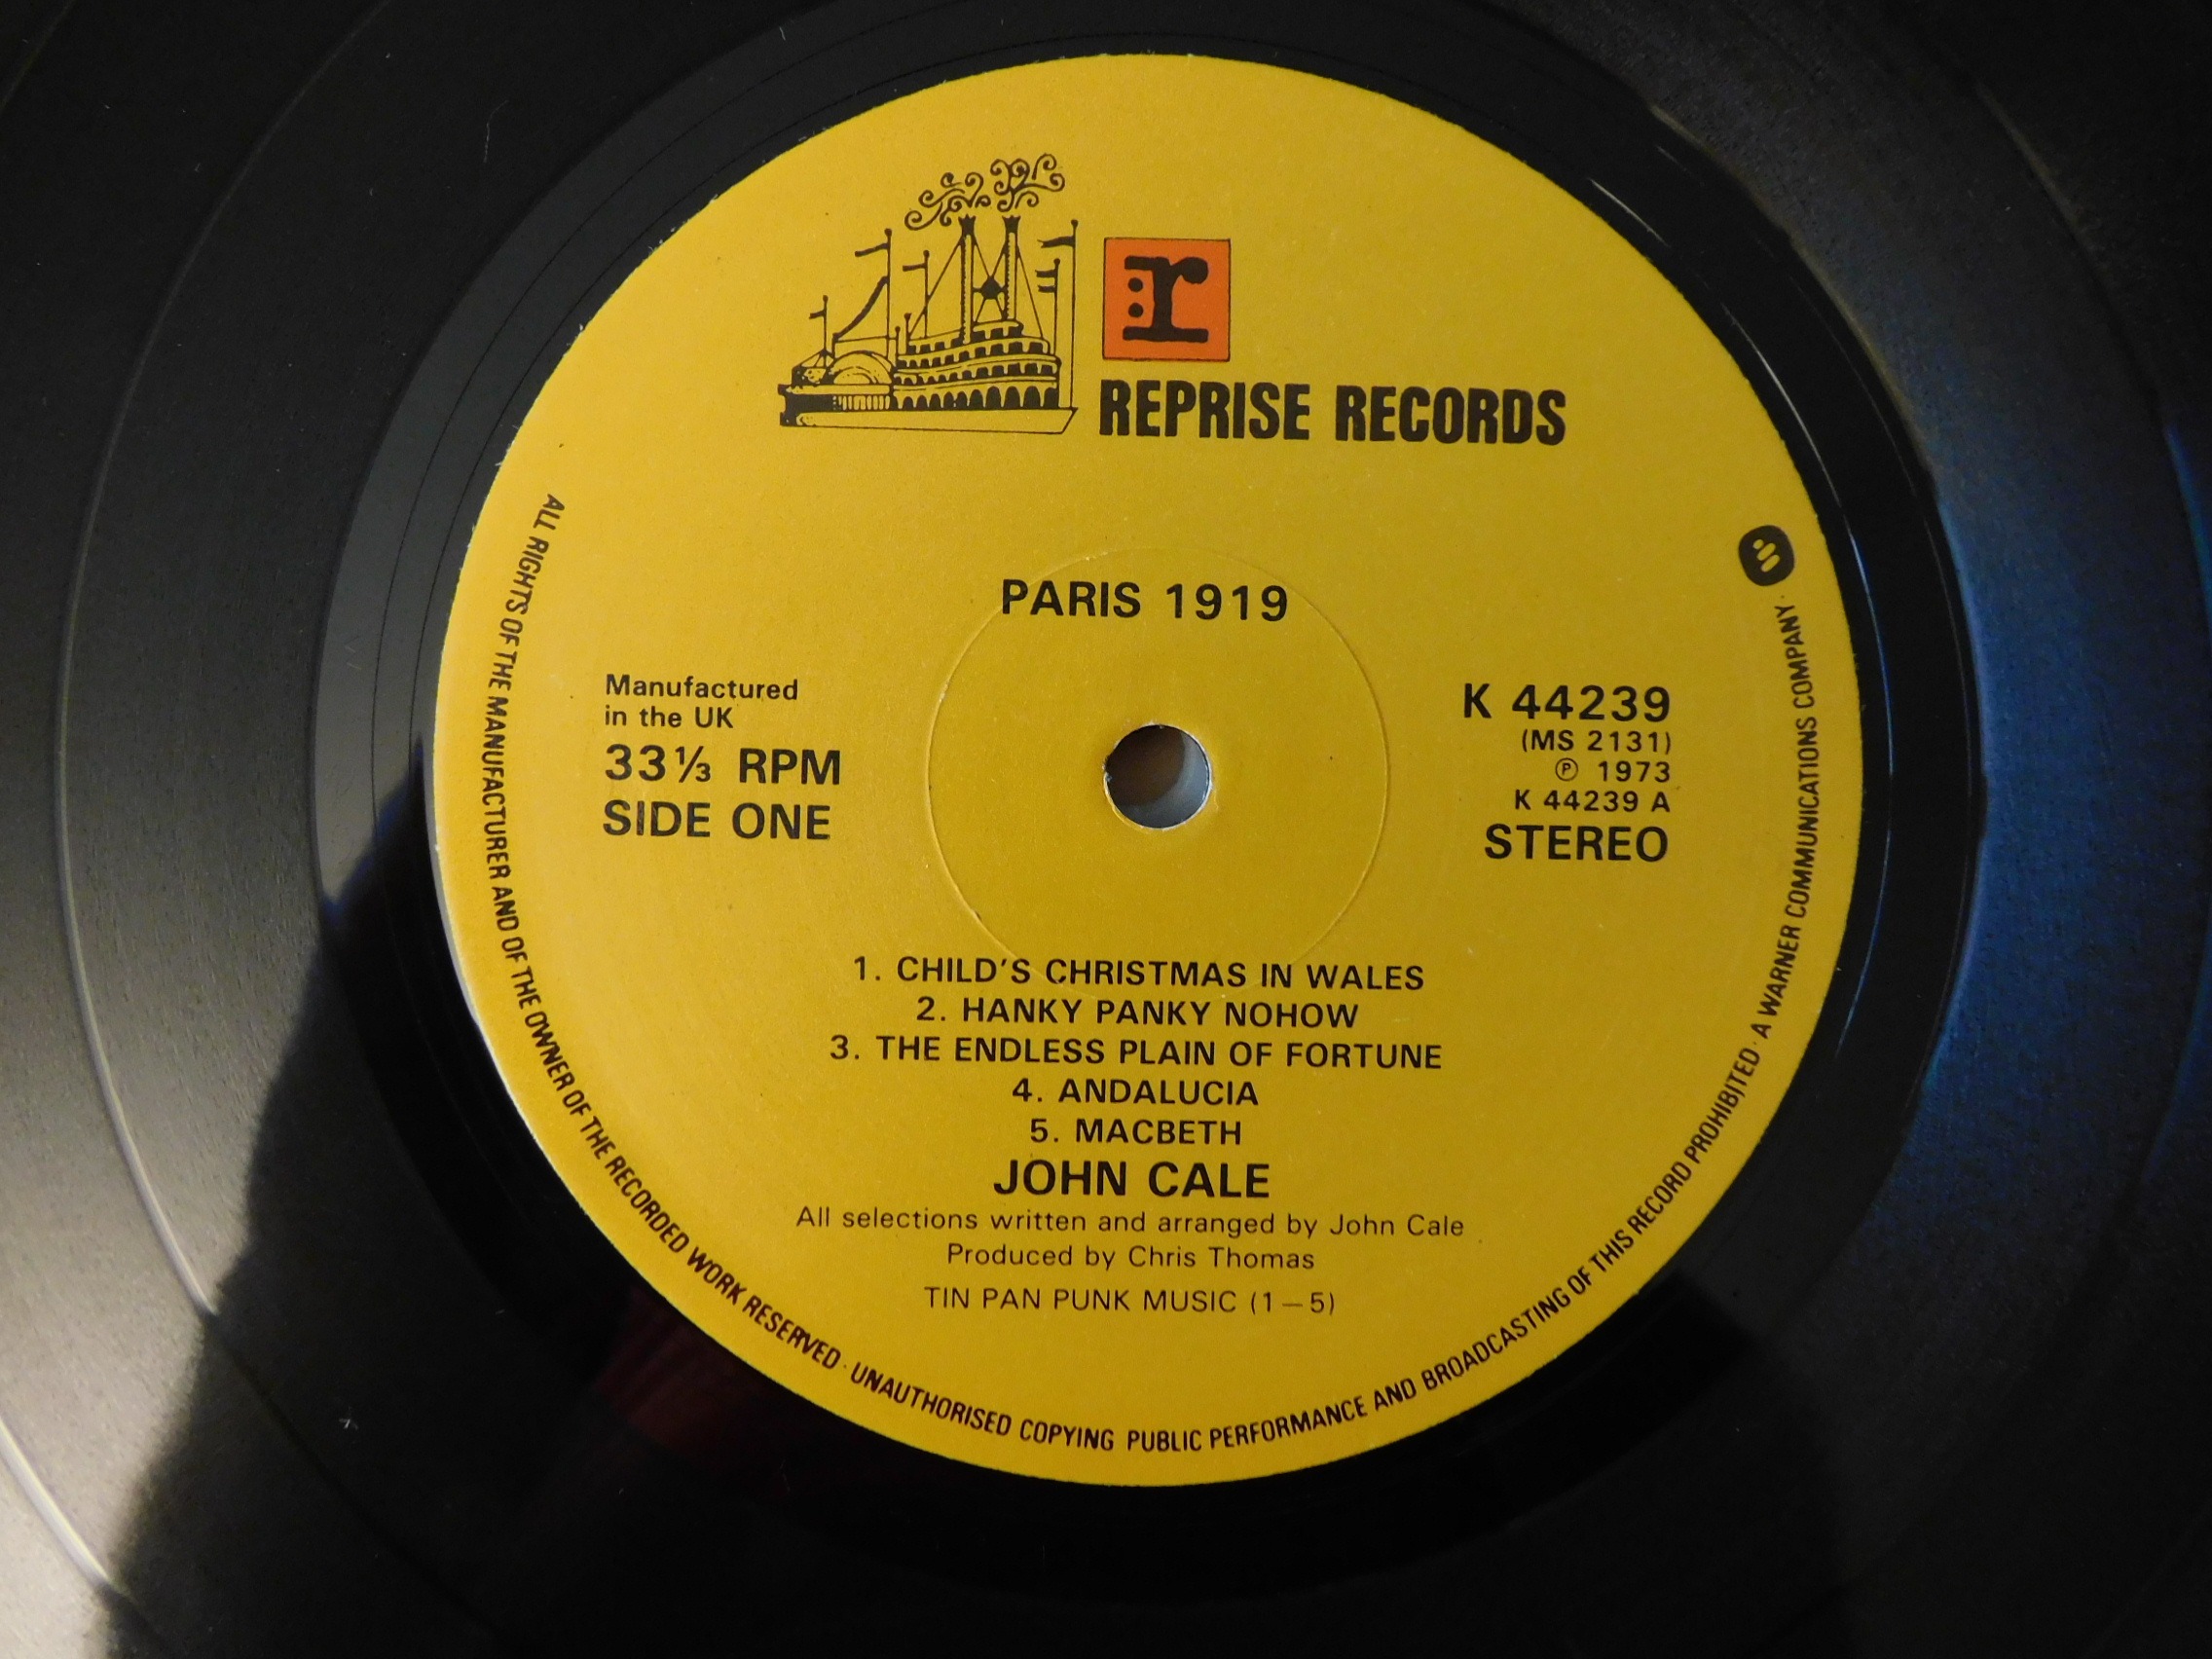 r
REPRISE RECORDS
PARIS 1919
Manufactured
in the UK
33⅓ RPM
SIDE ONE
K 44239
(MS 2131)
℗ 1973
K 44239 A
STEREO
1. CHILD'S CHRISTMAS IN WALES
2. HANKY PANKY NOHOW
3. THE ENDLESS PLAIN OF FORTUNE
4. ANDALUCIA
5. MACBETH
JOHN CALE
All selections written and arranged by John Cale
Produced by Chris Thomas
TIN PAN PUNK MUSIC (1–5)
ALL RIGHTS OF THE MANUFACTURER AND OF THE OWNER OF THE RECORDED WORK RESERVED · UNAUTHORISED COPYING PUBLIC PERFORMANCE AND BROADCASTING OF THIS RECORD PROHIBITED · A WARNER COMMUNICATIONS COMPANY ·